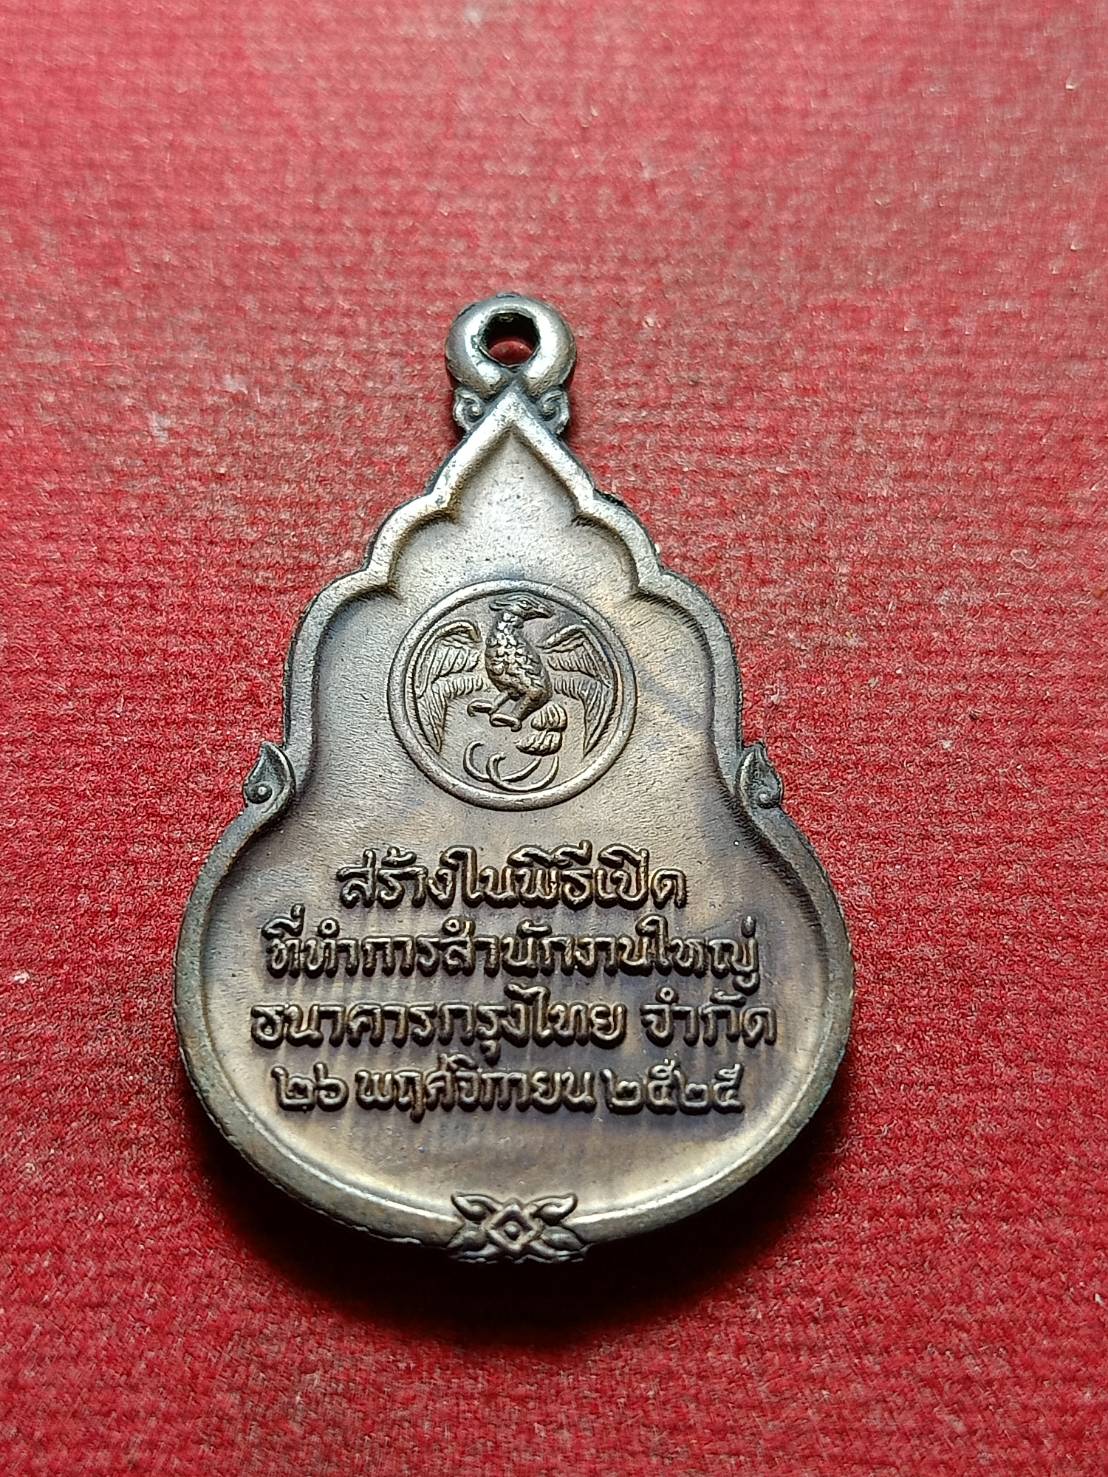 สร้างในพิธีเปิด
ที่ทำการสำนักงานใหญ่
ธนาคารกรุงไทย จำกัด
๒๖ พฤศจิกายน ๒๕๒๕